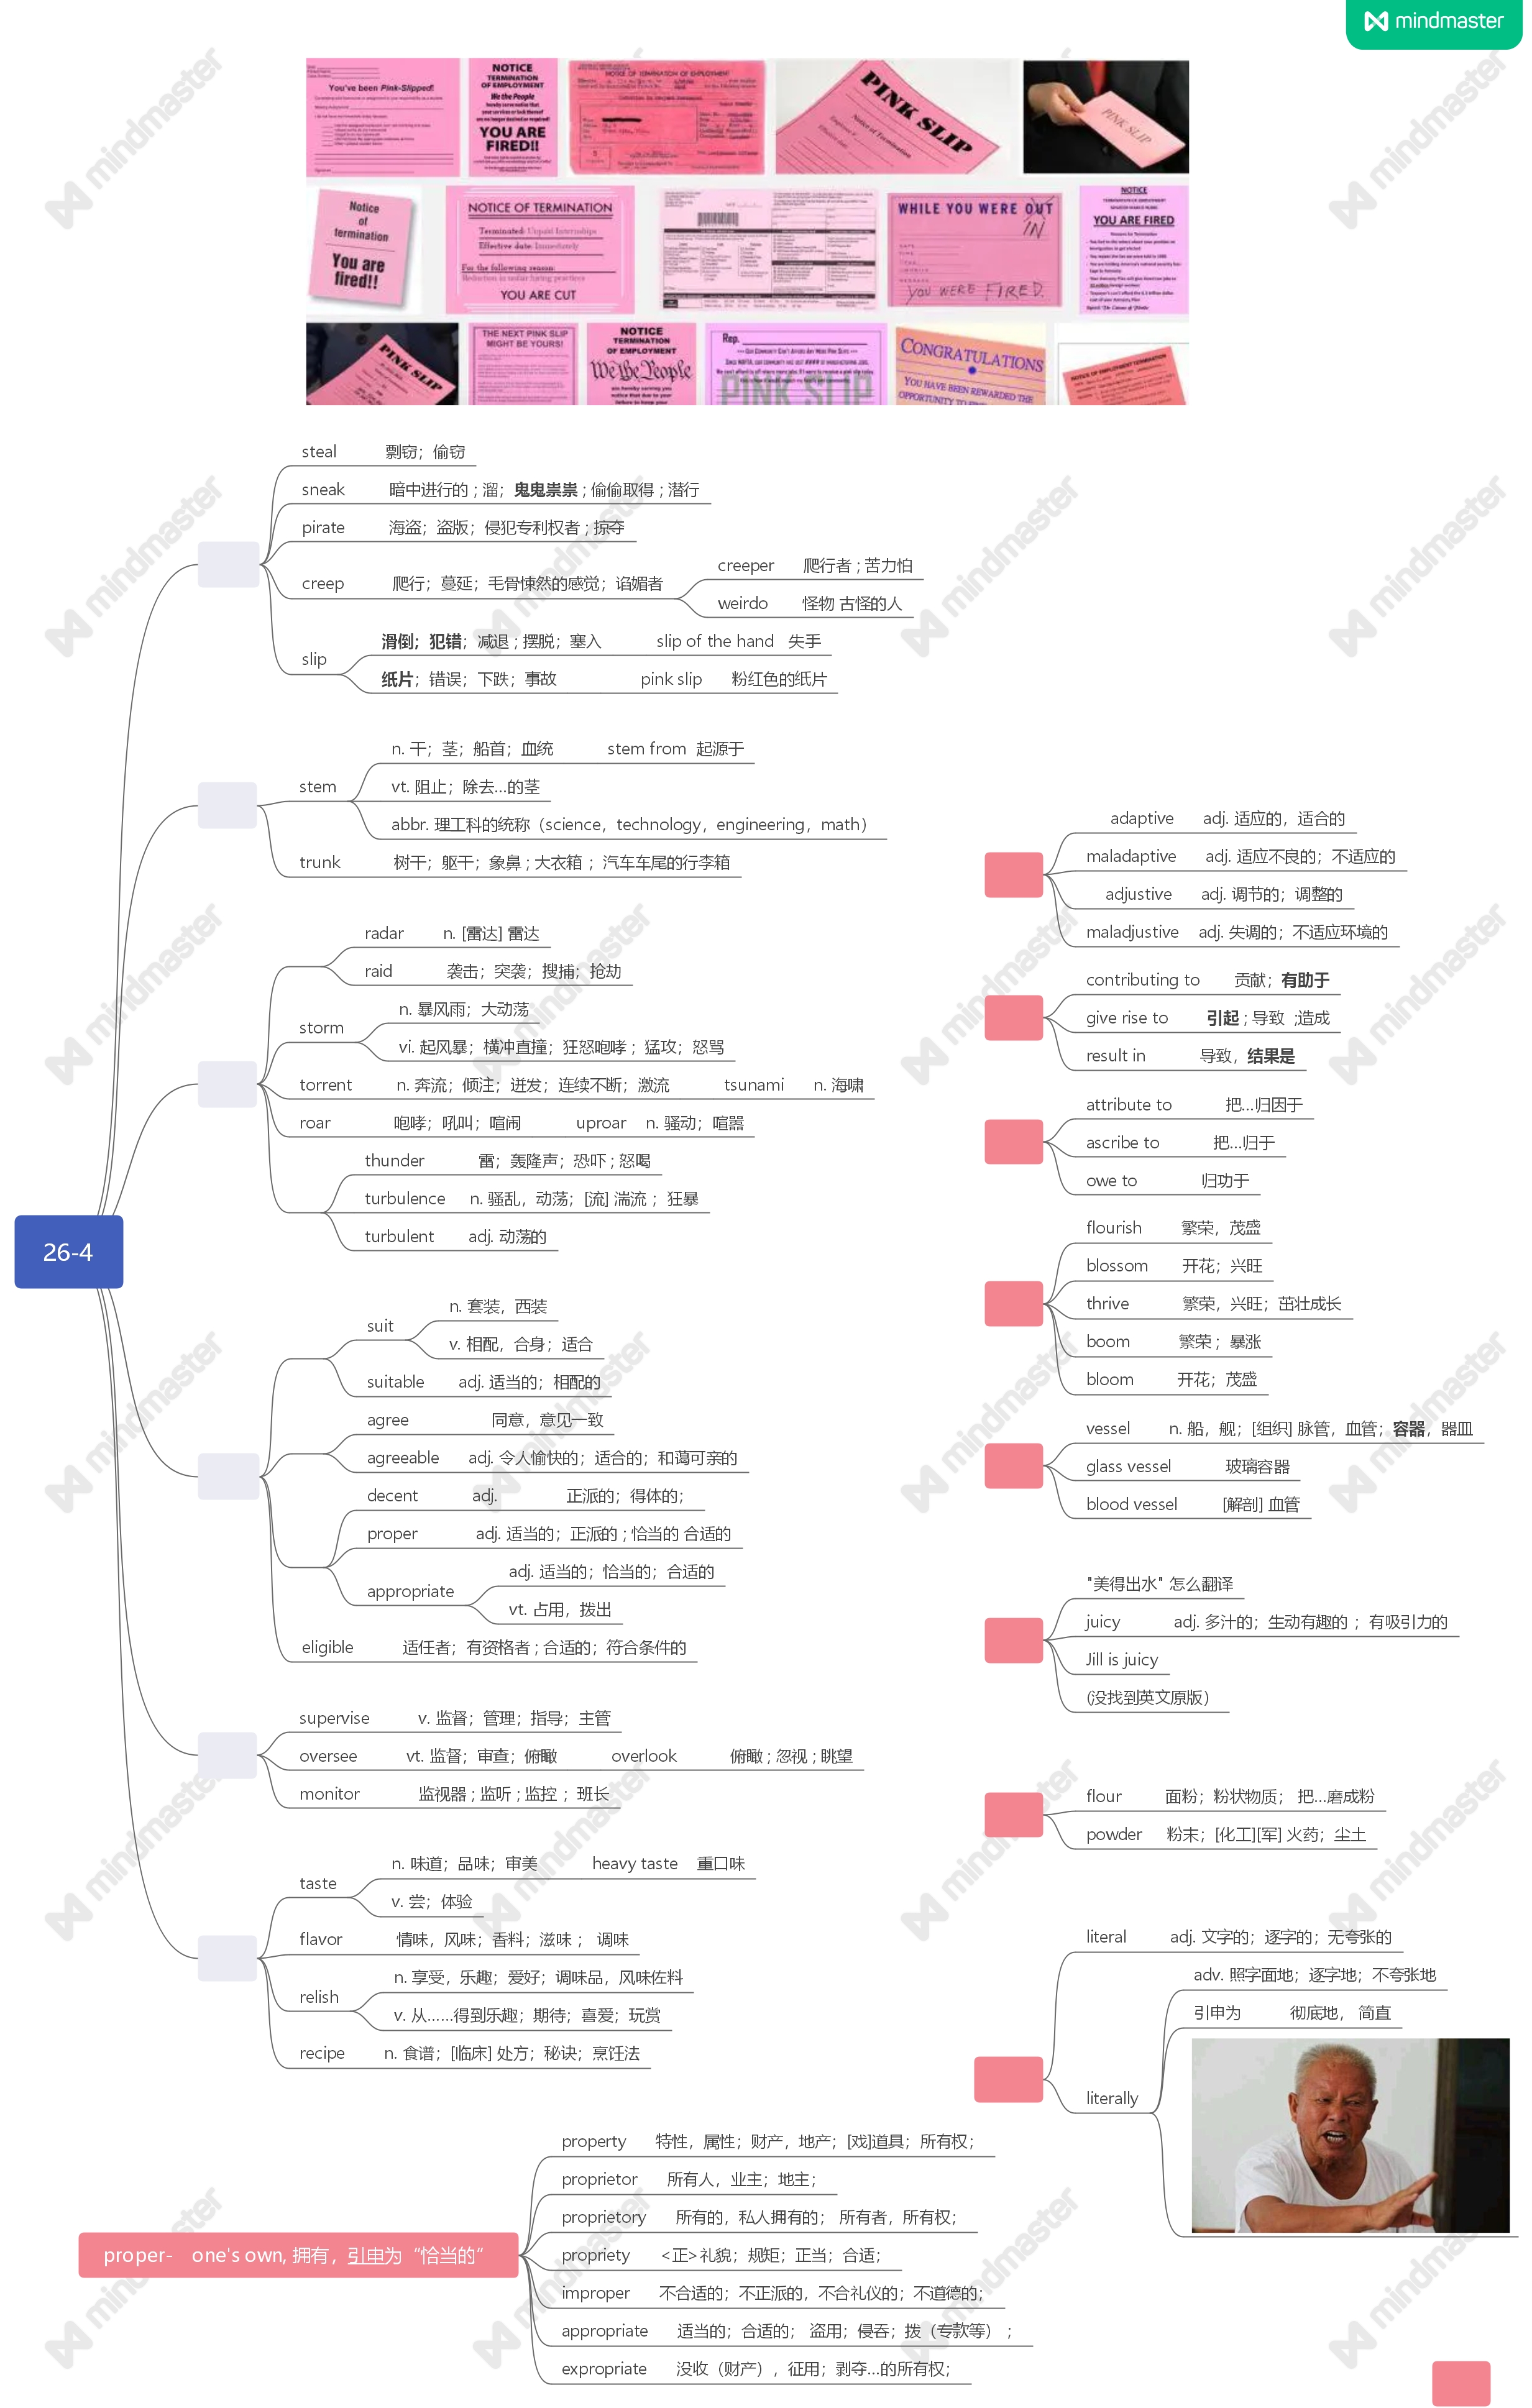 mindmaster
You've been Pink-Slipped!
NOTICE
TERMINATION
OF EMPLOYMENT
We the People
YOU ARE
FIRED!!
NOTICE OF TERMINATION OF EMPLOYMENT
PINK SLIP
Notice of Termination
PINK SLIP
Notice
of
termination
You are
fired!!
NOTICE OF TERMINATION
Terminated: Unpaid Internships
Effective date: Immediately
For the following reason:
Reduction in unfair hiring practices
YOU ARE CUT
WHILE YOU WERE OUT
IN
YOU WERE FIRED.
NOTICE
TERMINATION OF EMPLOYMENT
YOU ARE FIRED
PINK SLIP
THE NEXT PINK SLIP
MIGHT BE YOURS!
NOTICE
TERMINATION
OF EMPLOYMENT
We the People
are hereby serving you
notice that due to your
failure to keep your
Rep.
PINK SLIP
CONGRATULATIONS
YOU HAVE BEEN REWARDED THE
NOTICE OF EMPLOYMENT TERMINATION
26-4
steal 剽窃；偷窃
sneak 暗中进行的；溜；鬼鬼祟祟；偷偷取得；潜行
pirate 海盗；盗版；侵犯专利权者；掠夺
creep 爬行；蔓延；毛骨悚然的感觉；谄媚者
creeper 爬行者；苦力怕
weirdo 怪物 古怪的人
slip
滑倒；犯错；减退；摆脱；塞入 slip of the hand 失手
纸片；错误；下跌；事故 pink slip 粉红色的纸片
stem
n. 干；茎；船首；血统 stem from 起源于
vt. 阻止；除去...的茎
abbr. 理工科的统称（science，technology，engineering，math）
trunk 树干；躯干；象鼻；大衣箱；汽车车尾的行李箱
radar n. [雷达] 雷达
raid 袭击；突袭；搜捕；抢劫
storm
n. 暴风雨；大动荡
vi. 起风暴；横冲直撞；狂怒咆哮；猛攻；怒骂
torrent n. 奔流；倾注；迸发；连续不断；激流 tsunami n. 海啸
roar 咆哮；吼叫；喧闹 uproar n. 骚动；喧嚣
thunder 雷；轰隆声；恐吓；怒喝
turbulence n. 骚乱，动荡；[流] 湍流；狂暴
turbulent adj. 动荡的
suit
n. 套装，西装
v. 相配，合身；适合
suitable adj. 适当的；相配的
agree 同意，意见一致
agreeable adj. 令人愉快的；适合的；和蔼可亲的
decent adj. 正派的；得体的；
proper adj. 适当的；正派的；恰当的 合适的
appropriate
adj. 适当的；恰当的；合适的
vt. 占用，拨出
eligible 适任者；有资格者；合适的；符合条件的
supervise v. 监督；管理；指导；主管
oversee vt. 监督；审查；俯瞰 overlook 俯瞰；忽视；眺望
monitor 监视器；监听；监控；班长
taste
n. 味道；品味；审美 heavy taste 重口味
v. 尝；体验
flavor 情味，风味；香料；滋味； 调味
relish
n. 享受，乐趣；爱好；调味品，风味佐料
v. 从……得到乐趣；期待；喜爱；玩赏
recipe n. 食谱；[临床] 处方；秘诀；烹饪法
adaptive adj. 适应的，适合的
maladaptive adj. 适应不良的；不适应的
adjustive adj. 调节的；调整的
maladjustive adj. 失调的；不适应环境的
contributing to 贡献；有助于
give rise to 引起；导致 ;造成
result in 导致，结果是
attribute to 把...归因于
ascribe to 把...归于
owe to 归功于
flourish 繁荣，茂盛
blossom 开花；兴旺
thrive 繁荣，兴旺；茁壮成长
boom 繁荣；暴涨
bloom 开花；茂盛
vessel n. 船，舰；[组织] 脉管，血管；容器，器皿
glass vessel 玻璃容器
blood vessel [解剖] 血管
"美得出水" 怎么翻译
juicy adj. 多汁的；生动有趣的；有吸引力的
Jill is juicy
(没找到英文原版)
flour 面粉；粉状物质； 把...磨成粉
powder 粉末；[化工][军] 火药；尘土
literal adj. 文字的；逐字的；无夸张的
literally
adv. 照字面地；逐字地；不夸张地
引申为 彻底地， 简直
proper- one's own, 拥有，引申为“恰当的“
property 特性，属性；财产，地产；[戏]道具；所有权；
proprietor 所有人，业主；地主；
proprietory 所有的，私人拥有的； 所有者，所有权；
propriety <正>礼貌；规矩；正当；合适；
improper 不合适的；不正派的，不合礼仪的；不道德的；
appropriate 适当的；合适的； 盗用；侵吞；拨（专款等）；
expropriate 没收（财产），征用；剥夺...的所有权；